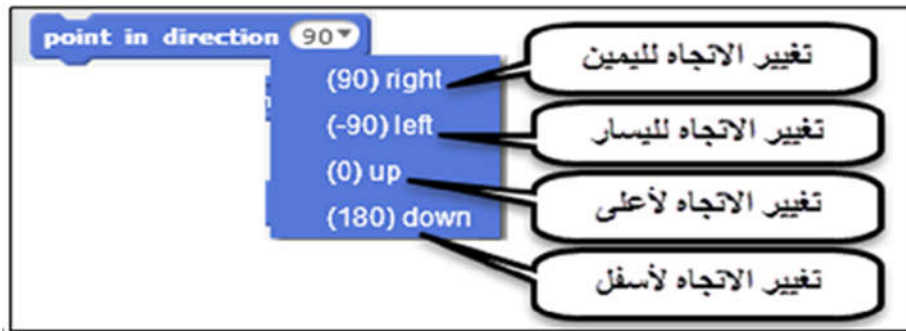 point in direction 90
(90) right
تغيير الاتجاه لليمين
(-90) left
تغيير الاتجاه لليسار
(0) up
تغيير الاتجاه لأعلى
(180) down
تغيير الاتجاه لأسفل